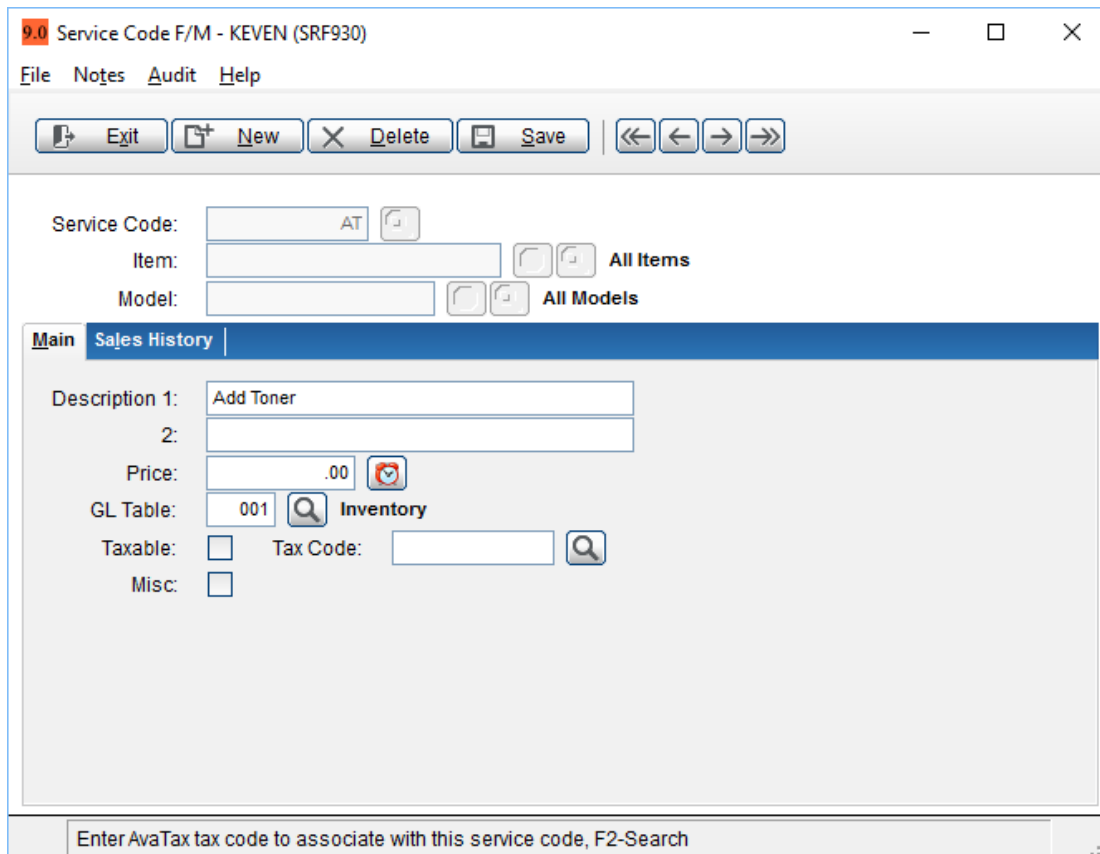 9.0 Service Code F/M - KEVEN (SRF930)
File Notes Audit Help
Exit New Delete Save
Service Code: AT
Item: All Items
Model: All Models
Main Sales History
Description 1: Add Toner
2:
Price: .00
GL Table: 001 Inventory
Taxable: Tax Code:
Misc:
Enter AvaTax tax code to associate with this service code, F2-Search